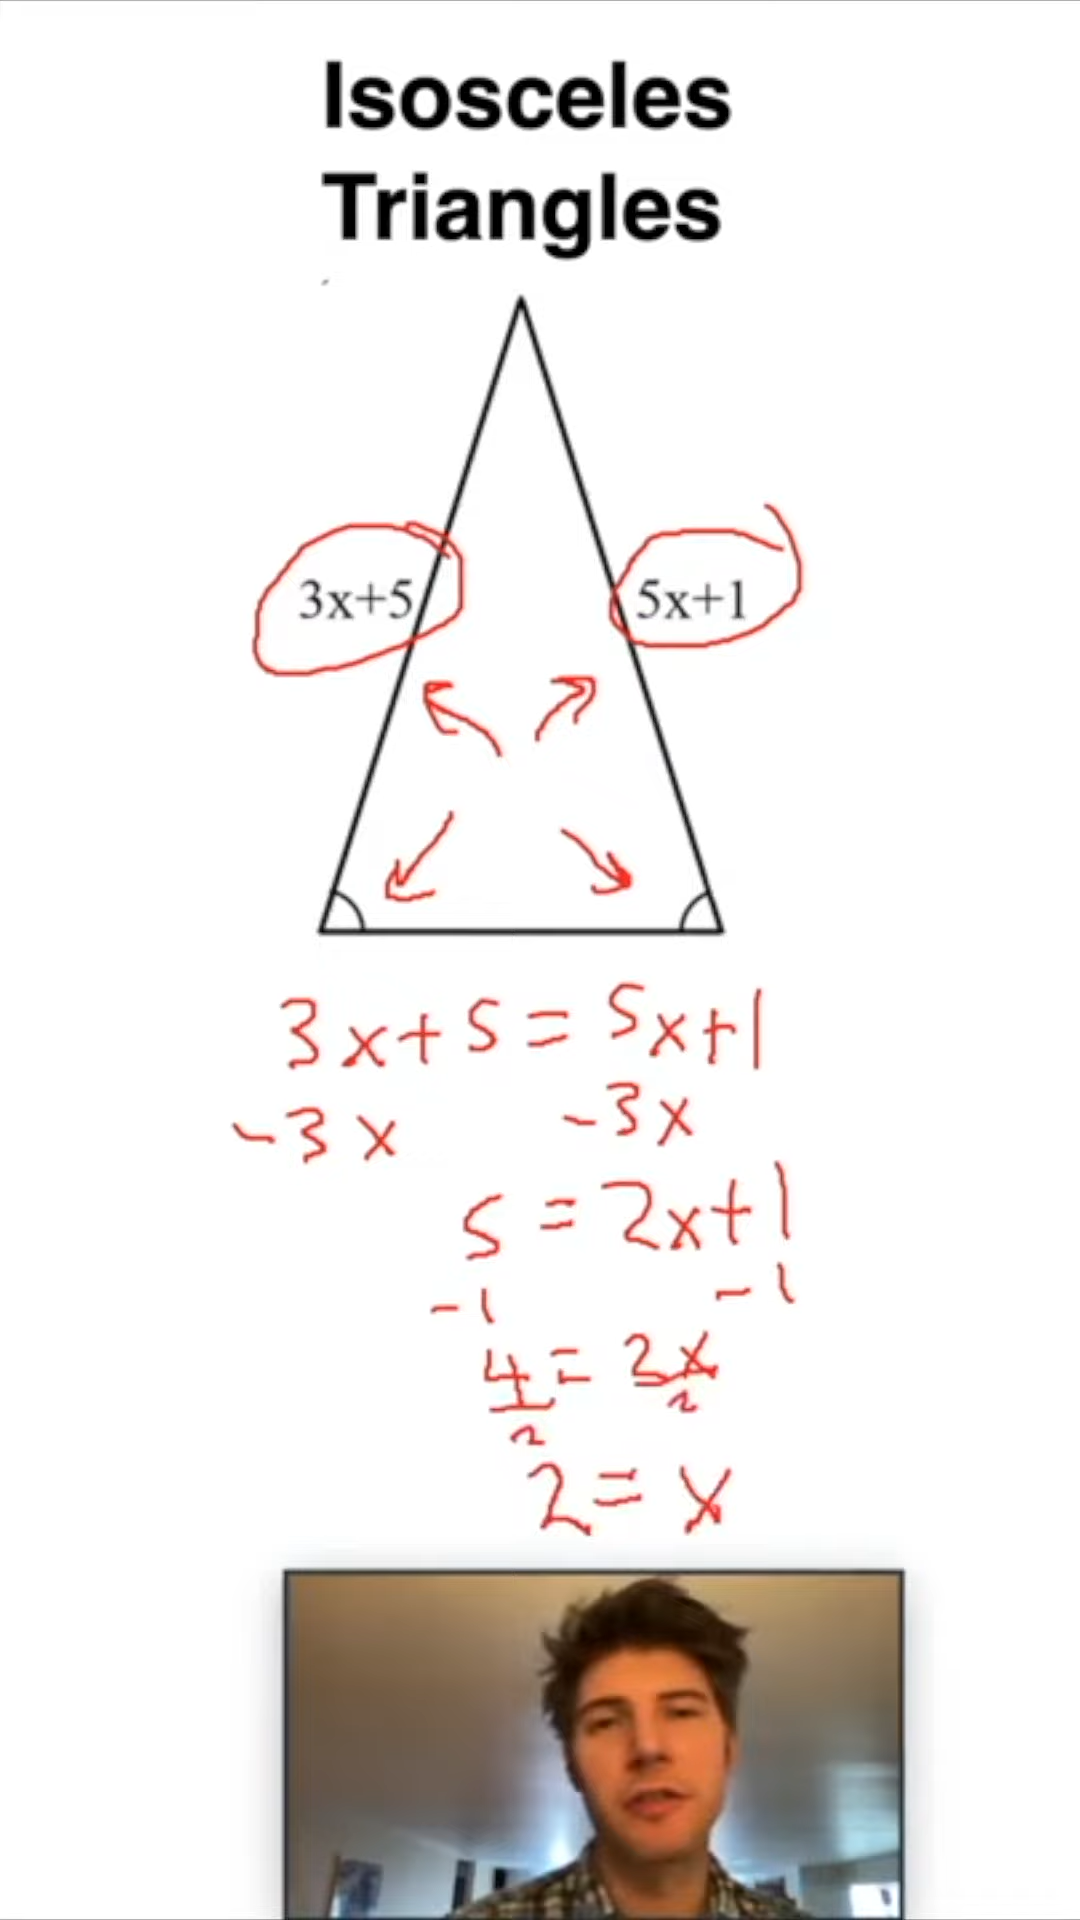 Isosceles
Triangles
3x+5 5x+1
3x+5=5x+1
-3x -3x
5=2x+1
-1 -1
4=2x
2 2
2=x